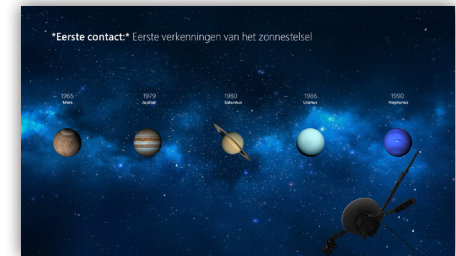 *Eerste contact:* Eerste verkenningen van het zonnestelsel
1965
Mars
1979
Jupiter
1980
Saturnus
1986
Uranus
1990
Neptunus